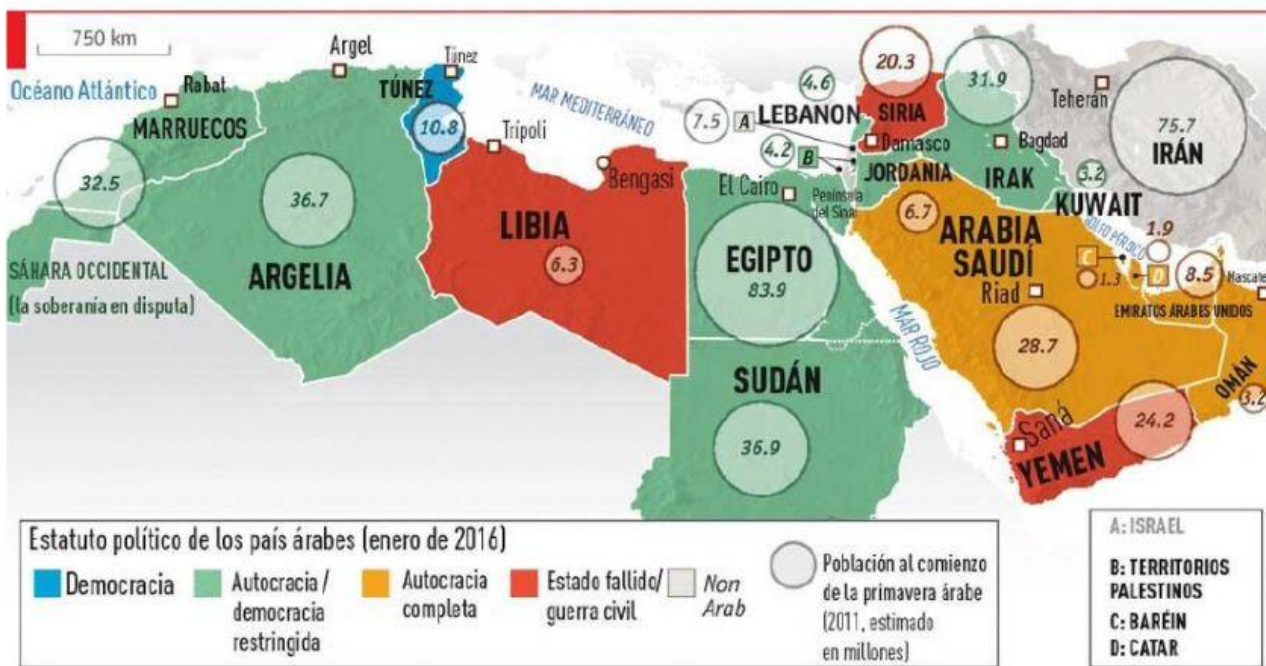 750 km
Océano Atlántico
Rabat
MARRUECOS
32.5
SÁHARA OCCIDENTAL
(la soberanía en disputa)
Argel
36.7
ARGELIA
Túnez
TÚNEZ
10.8
Trípoli
MAR MEDITERRÁNEO
Bengasi
LIBIA
6.3
7.5
A
4.6
LEBANON
4.2
B
20.3
SIRIA
Damasco
JORDANIA
6.7
31.9
Bagdad
IRAK
Teherán
75.7
IRÁN
3.2
KUWAIT
El Cairo
Península
del Sinaí
EGIPTO
83.9
SUDÁN
36.9
MAR ROJO
ARABIA
SAUDÍ
Riad
28.7
GOLFO PÉRSICO
1.9
C
1.3
D
8.5
Mascate
EMIRATOS ÁRABES UNIDOS
OMÁN
3.2
Saná
24.2
YEMEN
Estatuto político de los país árabes (enero de 2016)
Democracia
Autocracia /
democracia
restringida
Autocracia
completa
Estado fallido/
guerra civil
Non
Arab
Población al comienzo
de la primavera árabe
(2011, estimado
en millones)
A: ISRAEL
B: TERRITORIOS
PALESTINOS
C: BARÉIN
D: CATAR